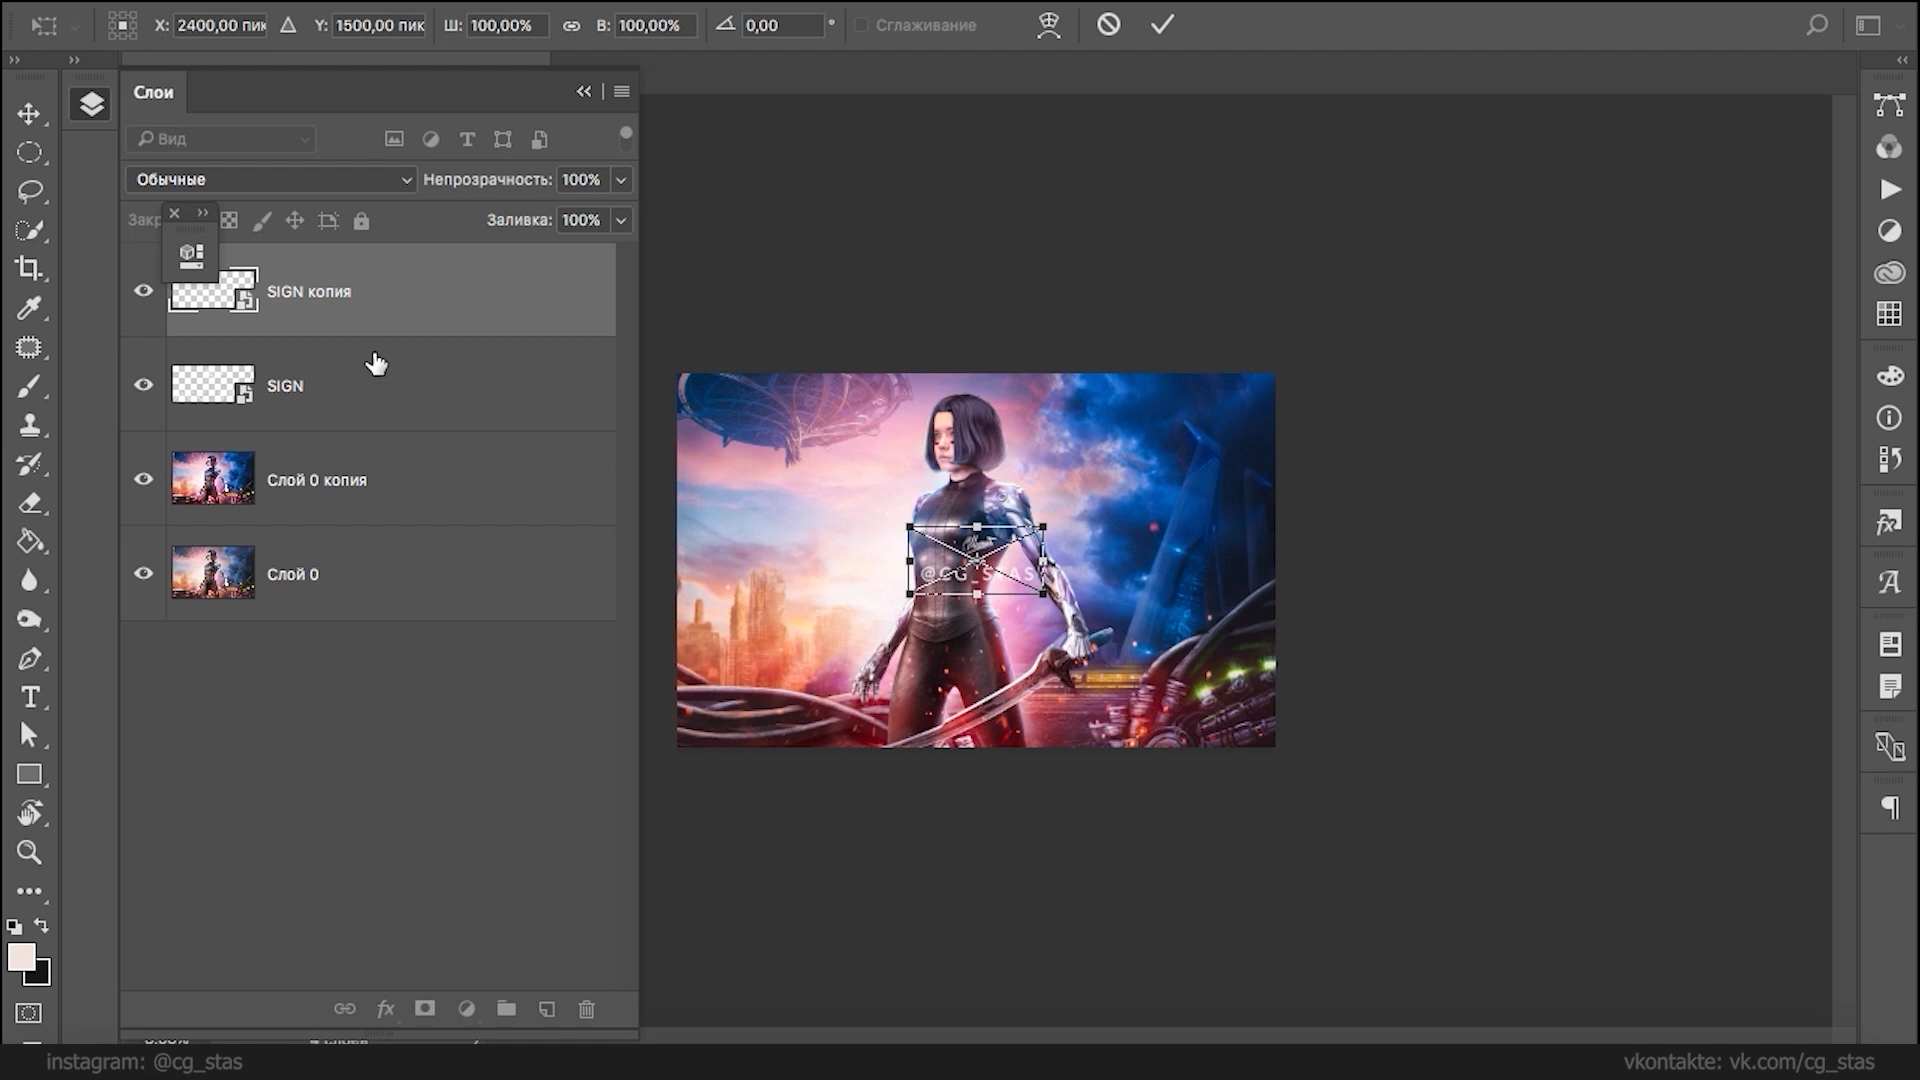 X: 2400,00 пик Y: 1500,00 пик Ш: 100,00% В: 100,00% 0,00 ° Сглаживание
Слои
Вид
Обычные Непрозрачность: 100%
Закр Заливка: 100%
SIGN копия
SIGN
Слой 0 копия
Слой 0
@CG_STAS
instagram: @cg_stas
vkontakte: vk.com/cg_stas